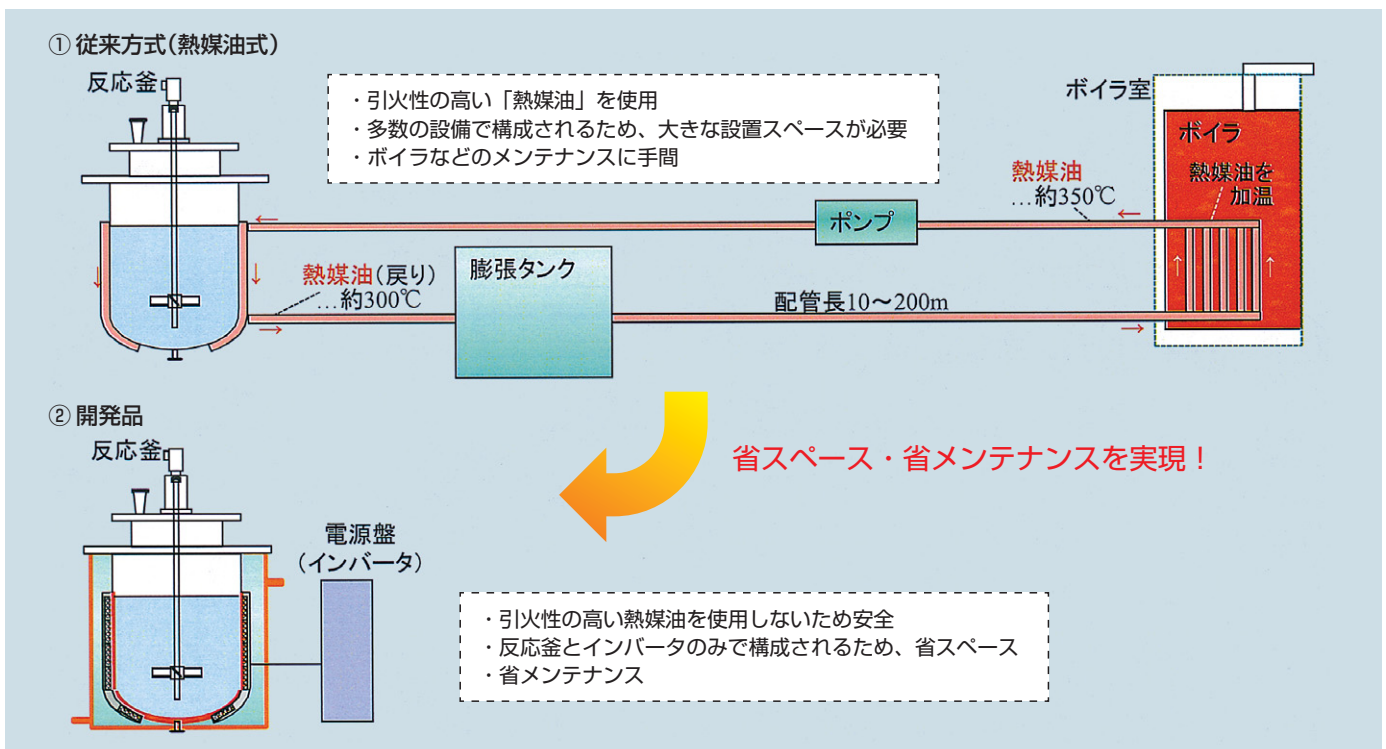 ① 従来方式(熱媒油式)
反応釜
・引火性の高い「熱媒油」を使用
・多数の設備で構成されるため、大きな設置スペースが必要
・ボイラなどのメンテナンスに手間
ボイラ室
ボイラ
熱媒油を
加温
熱媒油
…約350℃
ポンプ
熱媒油(戻り)
…約300℃
膨張タンク
配管長10〜200m
② 開発品
反応釜
省スペース・省メンテナンスを実現！
電源盤
(インバータ)
・引火性の高い熱媒油を使用しないため安全
・反応釜とインバータのみで構成されるため、省スペース
・省メンテナンス